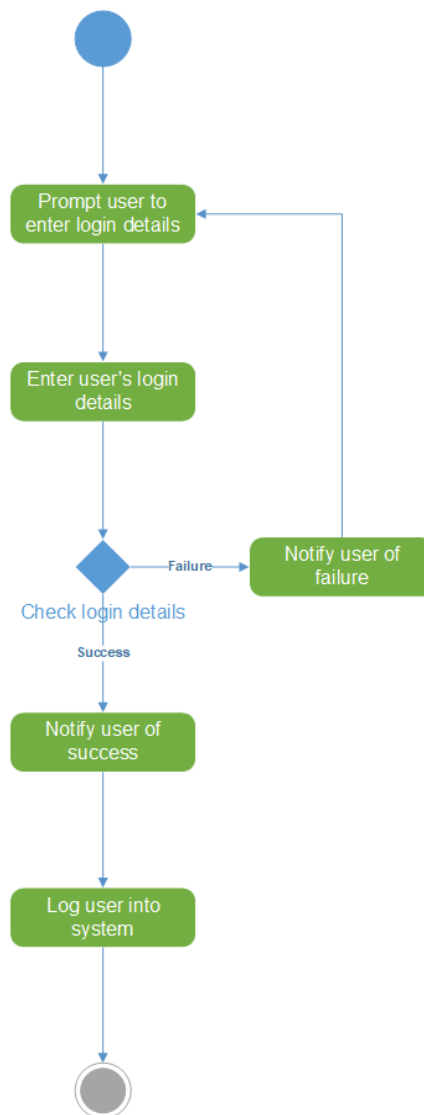 Prompt user to
enter login details
Enter user's login
details
Failure
Notify user of
failure
Check login details
Success
Notify user of
success
Log user into
system